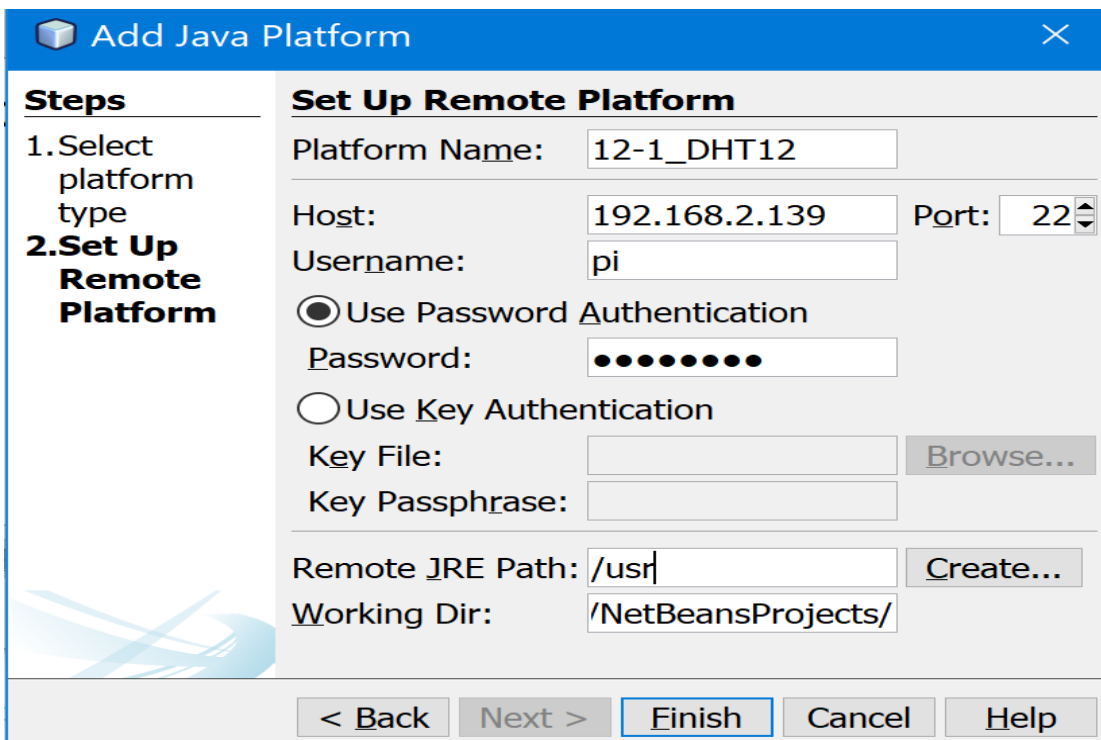 Add Java Platform
Steps
1.Select
platform
type
2.Set Up
Remote
Platform
Set Up Remote Platform
Platform Name: 12-1_DHT12
Host: 192.168.2.139 Port: 22
Username: pi
Use Password Authentication
Password: ●●●●●●●●
Use Key Authentication
Key File: Browse...
Key Passphrase:
Remote JRE Path: /usr Create...
Working Dir: /NetBeansProjects/
< Back Next > Finish Cancel Help